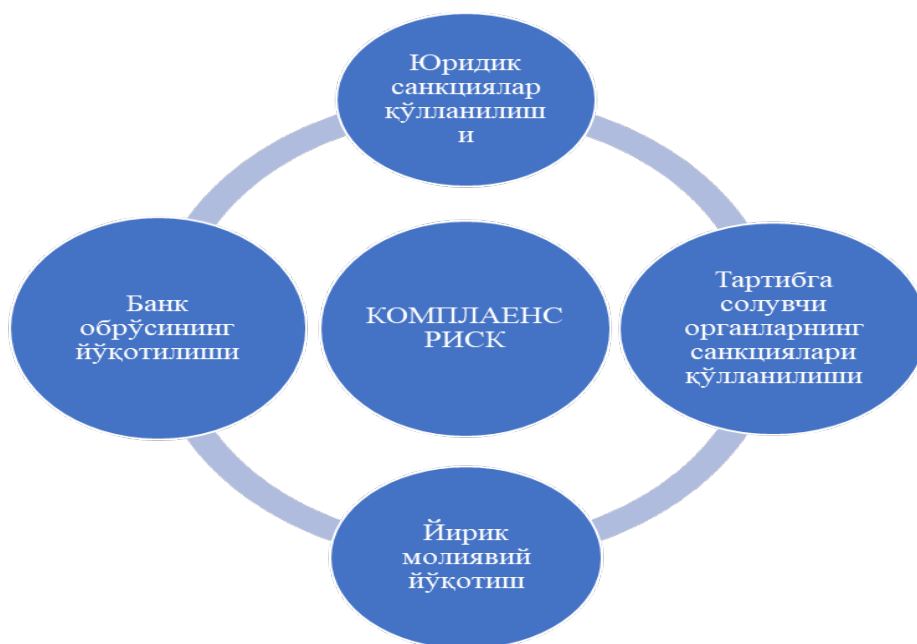 Юридик
санкциялар
қўлланилиш
и
Банк
обрўсининг
йўқотилиши
КОМПЛАЕНС
РИСК
Тартибга
солувчи
органларнинг
санкциялари
қўлланилиши
Йирик
молиявий
йўқотиш